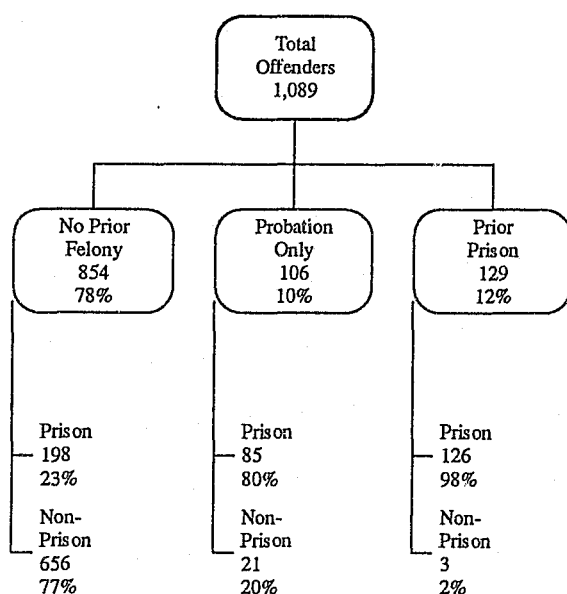 Total
Offenders
1,089
No Prior
Felony
854
78%
Probation
Only
106
10%
Prior
Prison
129
12%
Prison
198
23%
Non-
Prison
656
77%
Prison
85
80%
Non-
Prison
21
20%
Prison
126
98%
Non-
Prison
3
2%